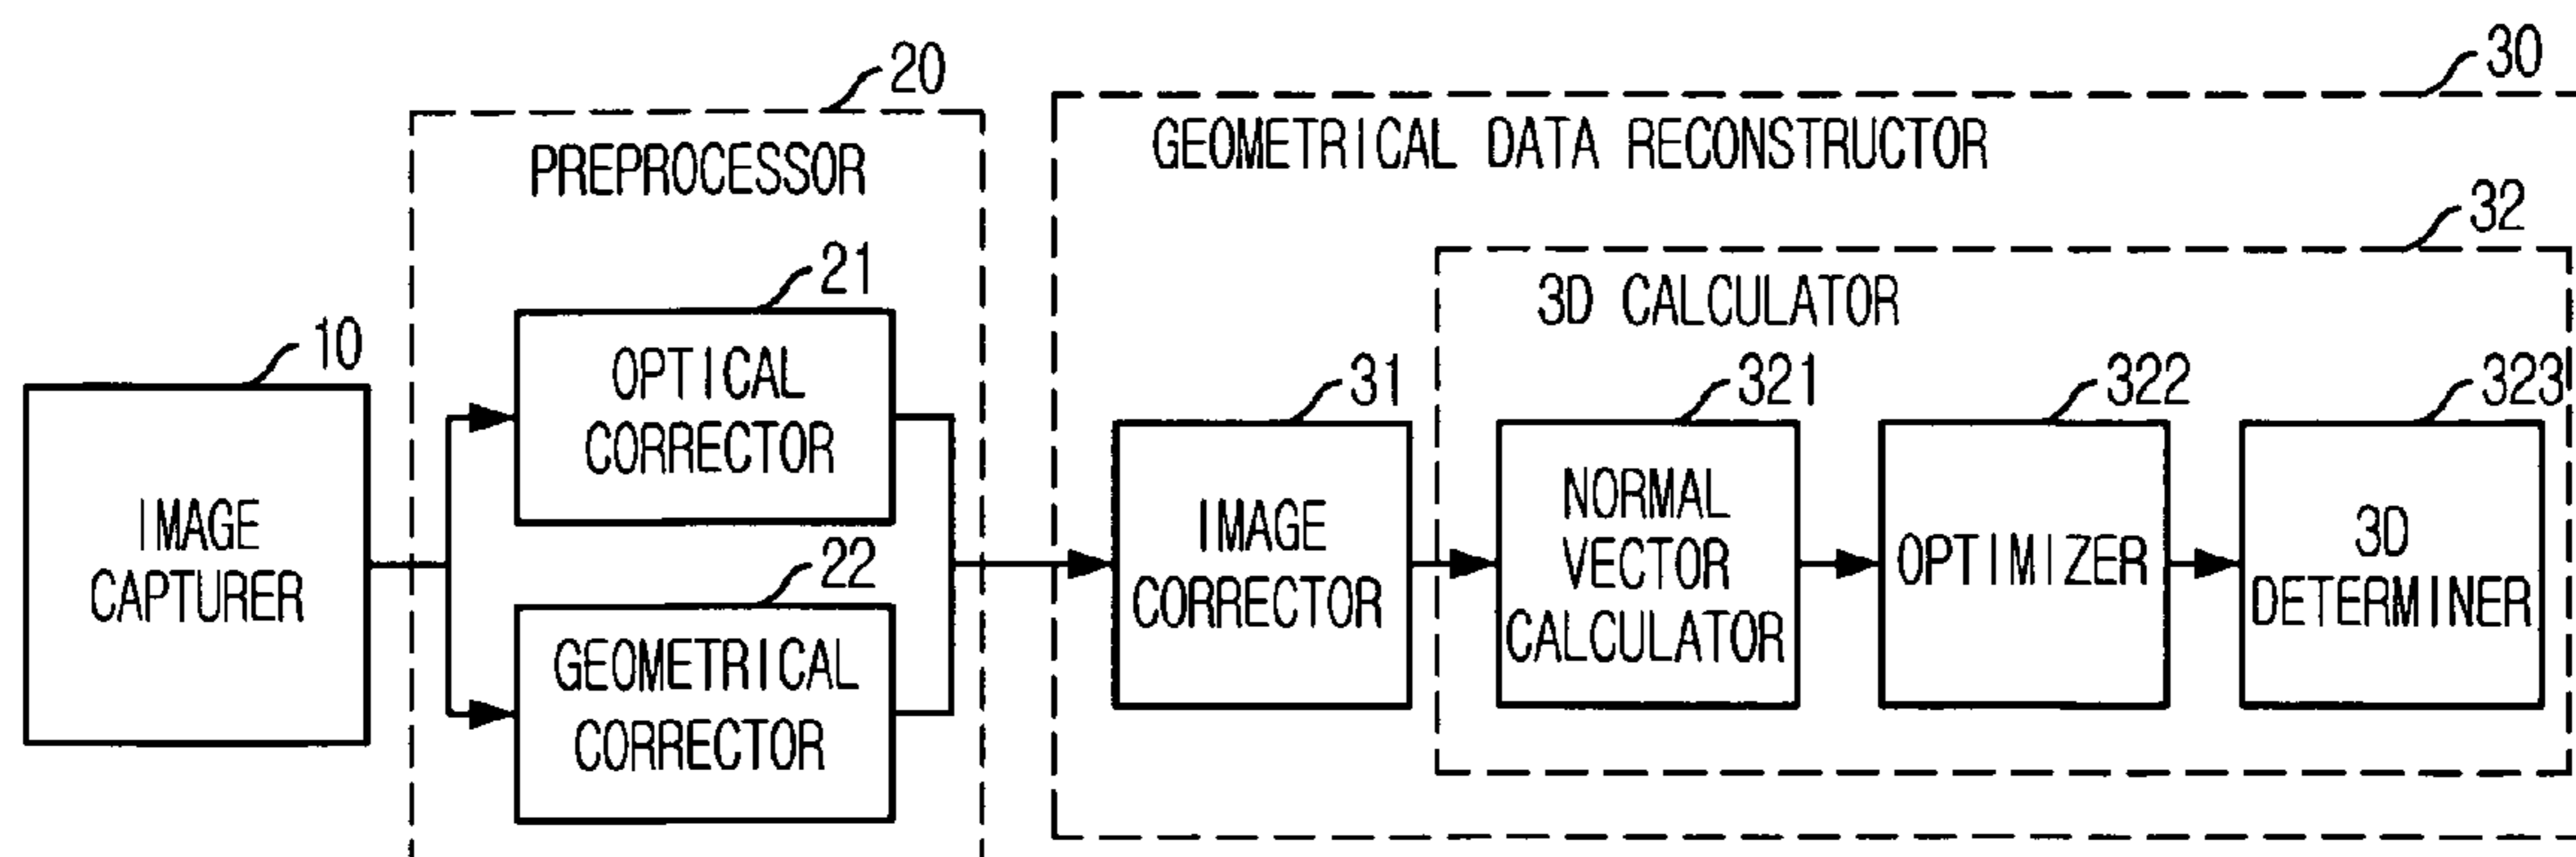 30
20
GEOMETRICAL DATA RECONSTRUCTOR
PREPROCESSOR
32
3D CALCULATOR
21
10
OPTICAL
CORRECTOR
31
321
322
323
IMAGE
CAPTURER
22
GEOMETRICAL
CORRECTOR
IMAGE
CORRECTOR
NORMAL
VECTOR
CALCULATOR
OPTIMIZER
3D
DETERMINER